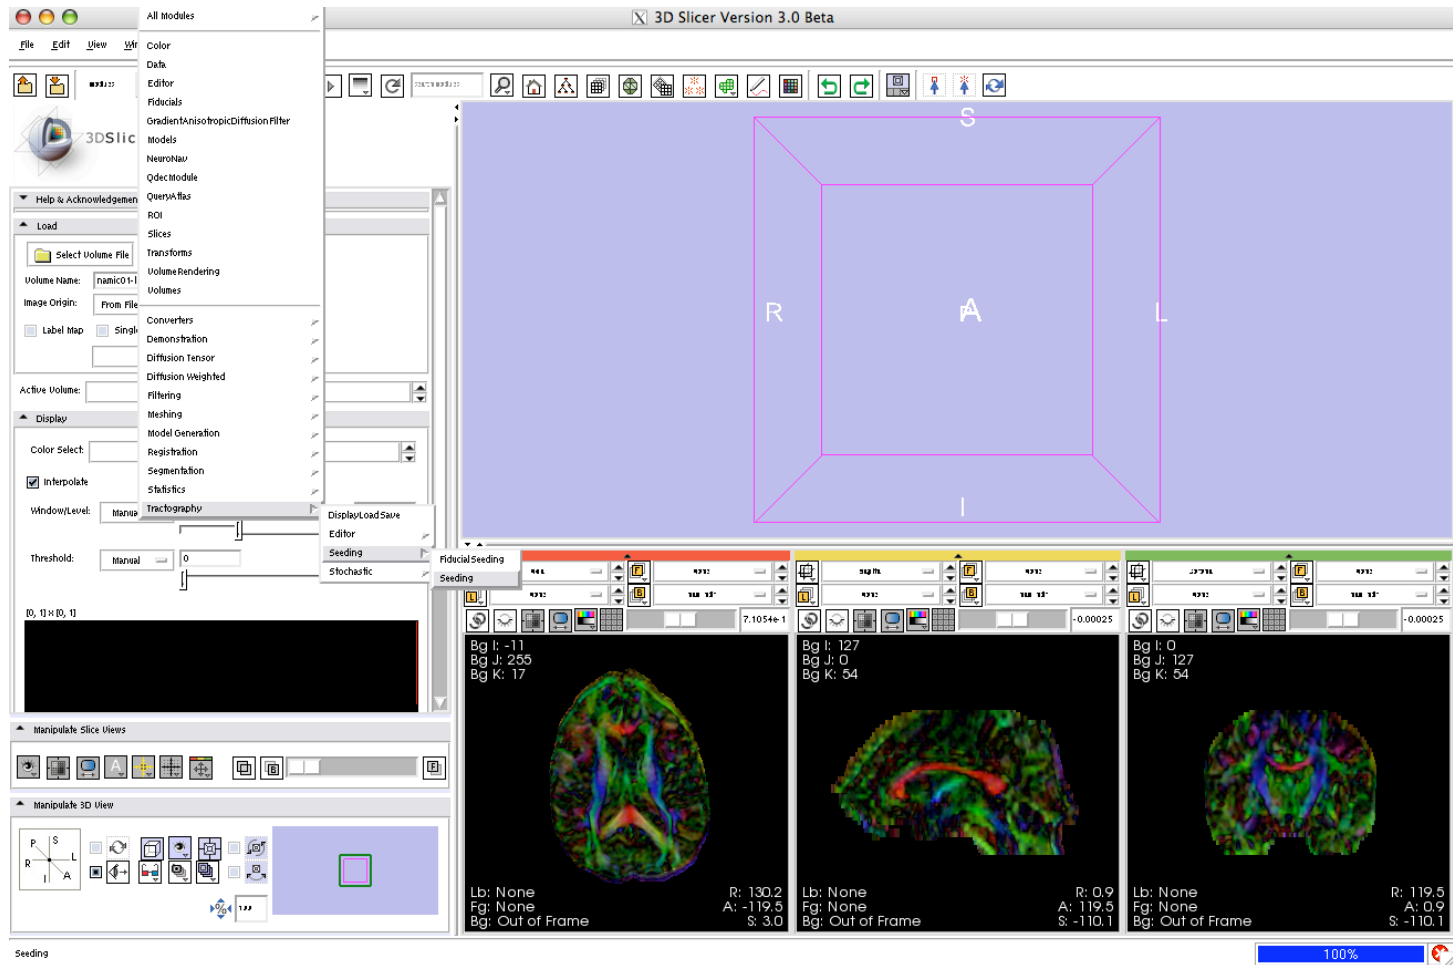 3D Slicer Version 3.0 Beta
File Edit View Win
All Modules
Color
Data
Editor
Fiducials
GradientAnisotropicDiffusionFilter
Models
NeuroNav
QdecModule
QueryAtlas
ROI
Slices
Transforms
VolumeRendering
Volumes
Converters
Demonstration
Diffusion Tensor
Diffusion Weighted
Filtering
Meshing
Model Generation
Registration
Segmentation
Statistics
Tractography
DisplayLoadSave
Editor
Seeding
Stochastic
FiducialSeeding
Seeding
3DSlic
Help & Acknowledgemen
Load
Select Volume File
Volume Name: namic01-l
Image Origin: From File
Label Map Singl
Active Volume:
Display
Color Select:
Interpolate
Window/Level: Manua
Threshold: Manual 0
[0, 1] x [0, 1]
Manipulate Slice Views
Manipulate 3D View
P S
R L
I A
S
R A P L
I
7.1054e-1
-0.00025
-0.00025
Bg I: -11
Bg J: 255
Bg K: 17
Lb: None R: 130.2
Fg: None A: -119.5
Bg: Out of Frame S: 3.0
Bg I: 127
Bg J: 0
Bg K: 54
Lb: None R: 0.9
Fg: None A: 119.5
Bg: Out of Frame S: -110.1
Bg I: 0
Bg J: 127
Bg K: 54
Lb: None R: 119.5
Fg: None A: 0.9
Bg: Out of Frame S: -110.1
Seeding
100%